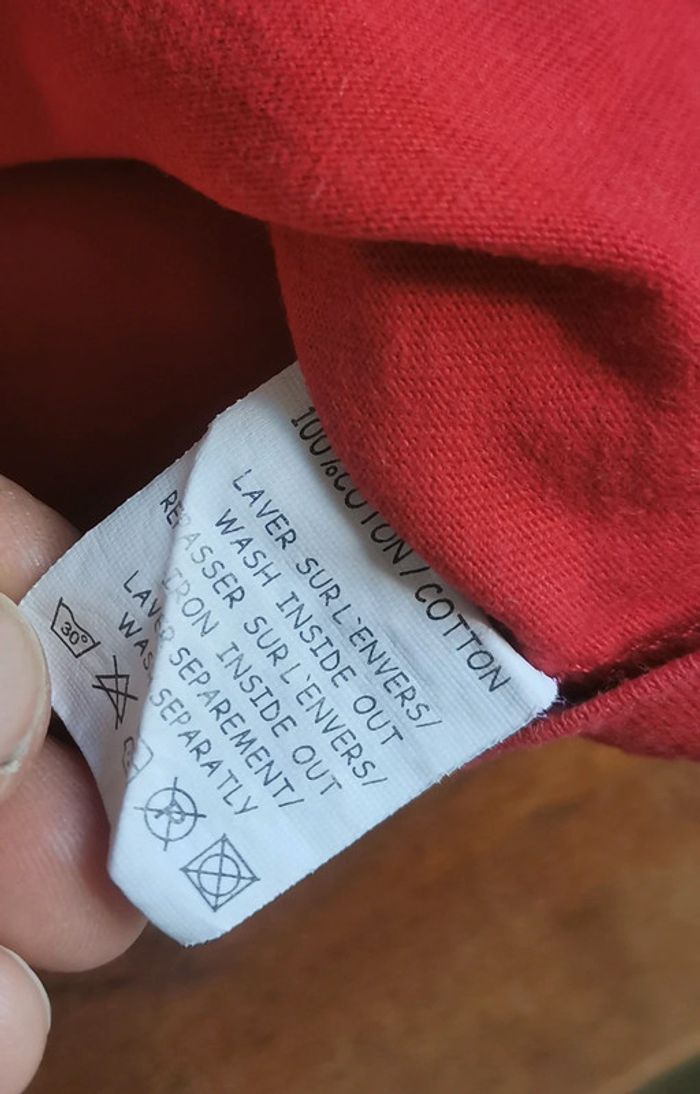 100%COTON/COTTON
LAVER SUR L`ENVERS/
WASH INSIDE OUT
REPASSER SUR L`ENVERS/
IRON INSIDE OUT
LAVER SEPAREMENT/
WASH SEPARATLY
30°
P